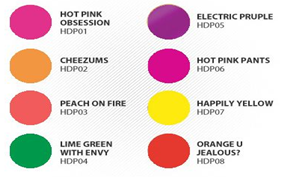 HOT PINK
OBSESSION
HDP01
CHEEZUMS
HDP02
PEACH ON FIRE
HDP03
LIME GREEN
WITH ENVY
HDP04
ELECTRIC PRUPLE
HDP05
HOT PINK PANTS
HDP06
HAPPILY YELLOW
HDP07
ORANGE U
JEALOUS?
HDP08